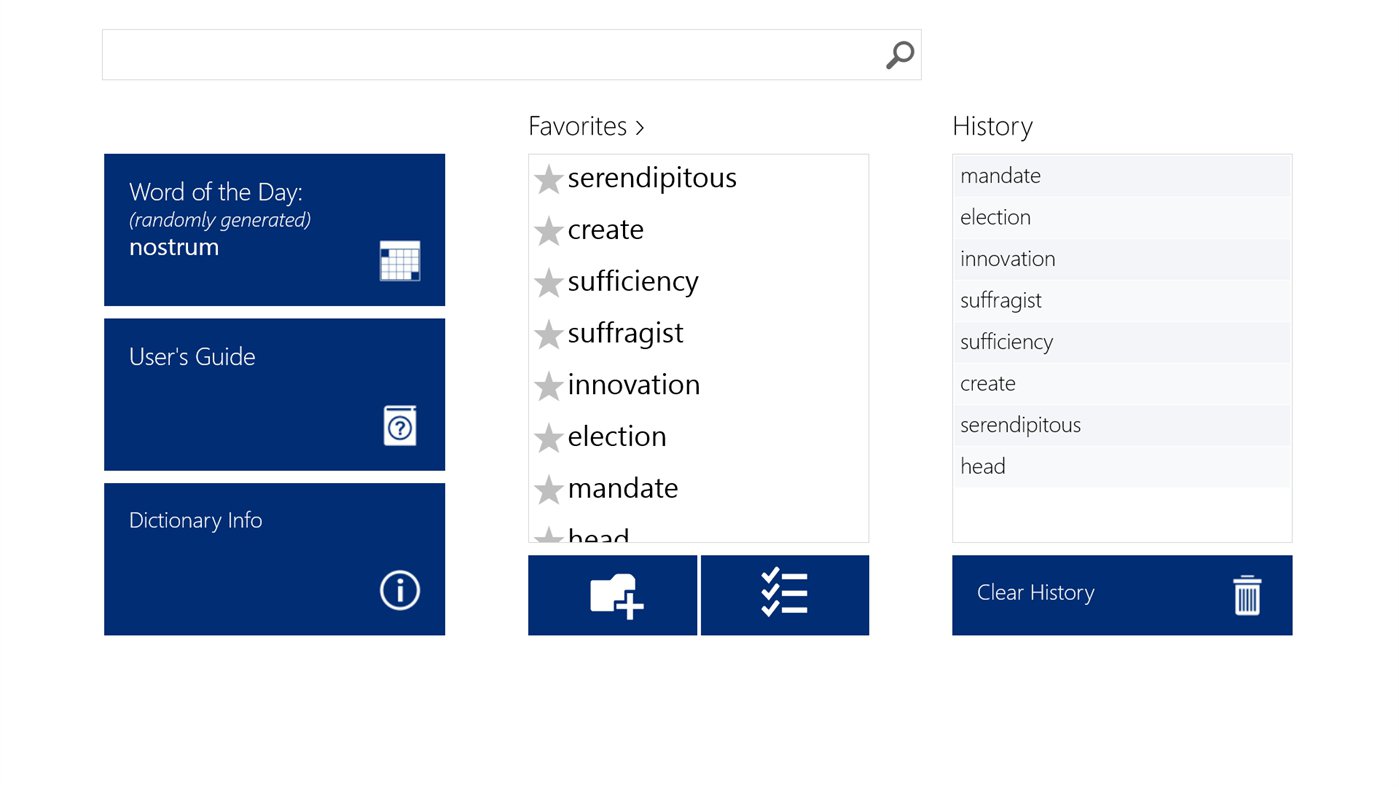 Word of the Day:
(randomly generated)
nostrum
User's Guide
Dictionary Info
Favorites >
serendipitous
create
sufficiency
suffragist
innovation
election
mandate
head
History
mandate
election
innovation
suffragist
sufficiency
create
serendipitous
head
Clear History